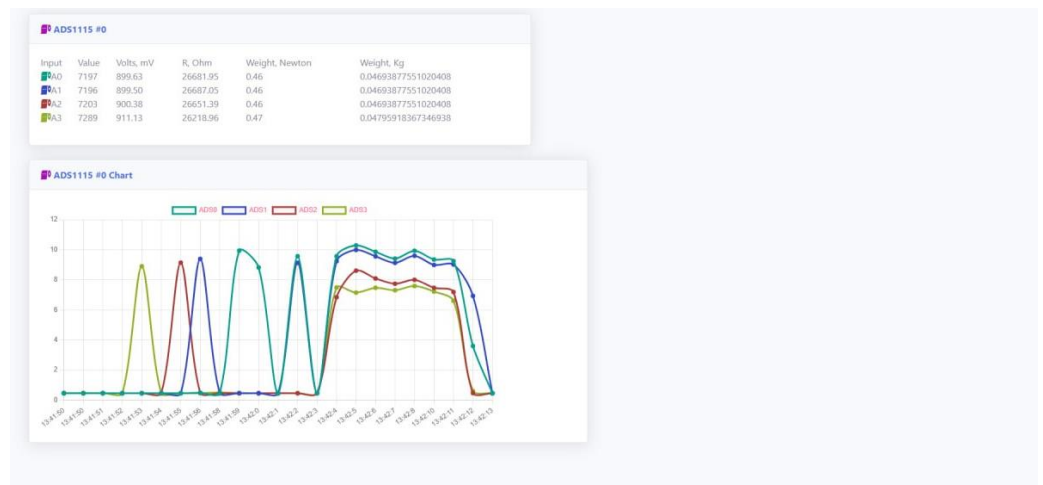 ADS1115 #0
Input Value Volts, mV R, Ohm Weight, Newton Weight, Kg
A0 7197 899.63 26681.95 0.46 0.04693877551020408
A1 7196 899.50 26687.05 0.46 0.04693877551020408
A2 7203 900.38 26651.39 0.46 0.04693877551020408
A3 7289 911.13 26218.96 0.47 0.04795918367346938
ADS1115 #0 Chart
ADS0 ADS1 ADS2 ADS3
12
10
8
6
4
2
0
13:41:50 13:41:50 13:41:51 13:41:52 13:41:53 13:41:54 13:41:55 13:41:56 13:41:58 13:41:59 13:42:0 13:42:1 13:42:2 13:42:3 13:42:4 13:42:5 13:42:6 13:42:7 13:42:8 13:42:10 13:42:11 13:42:12 13:42:13